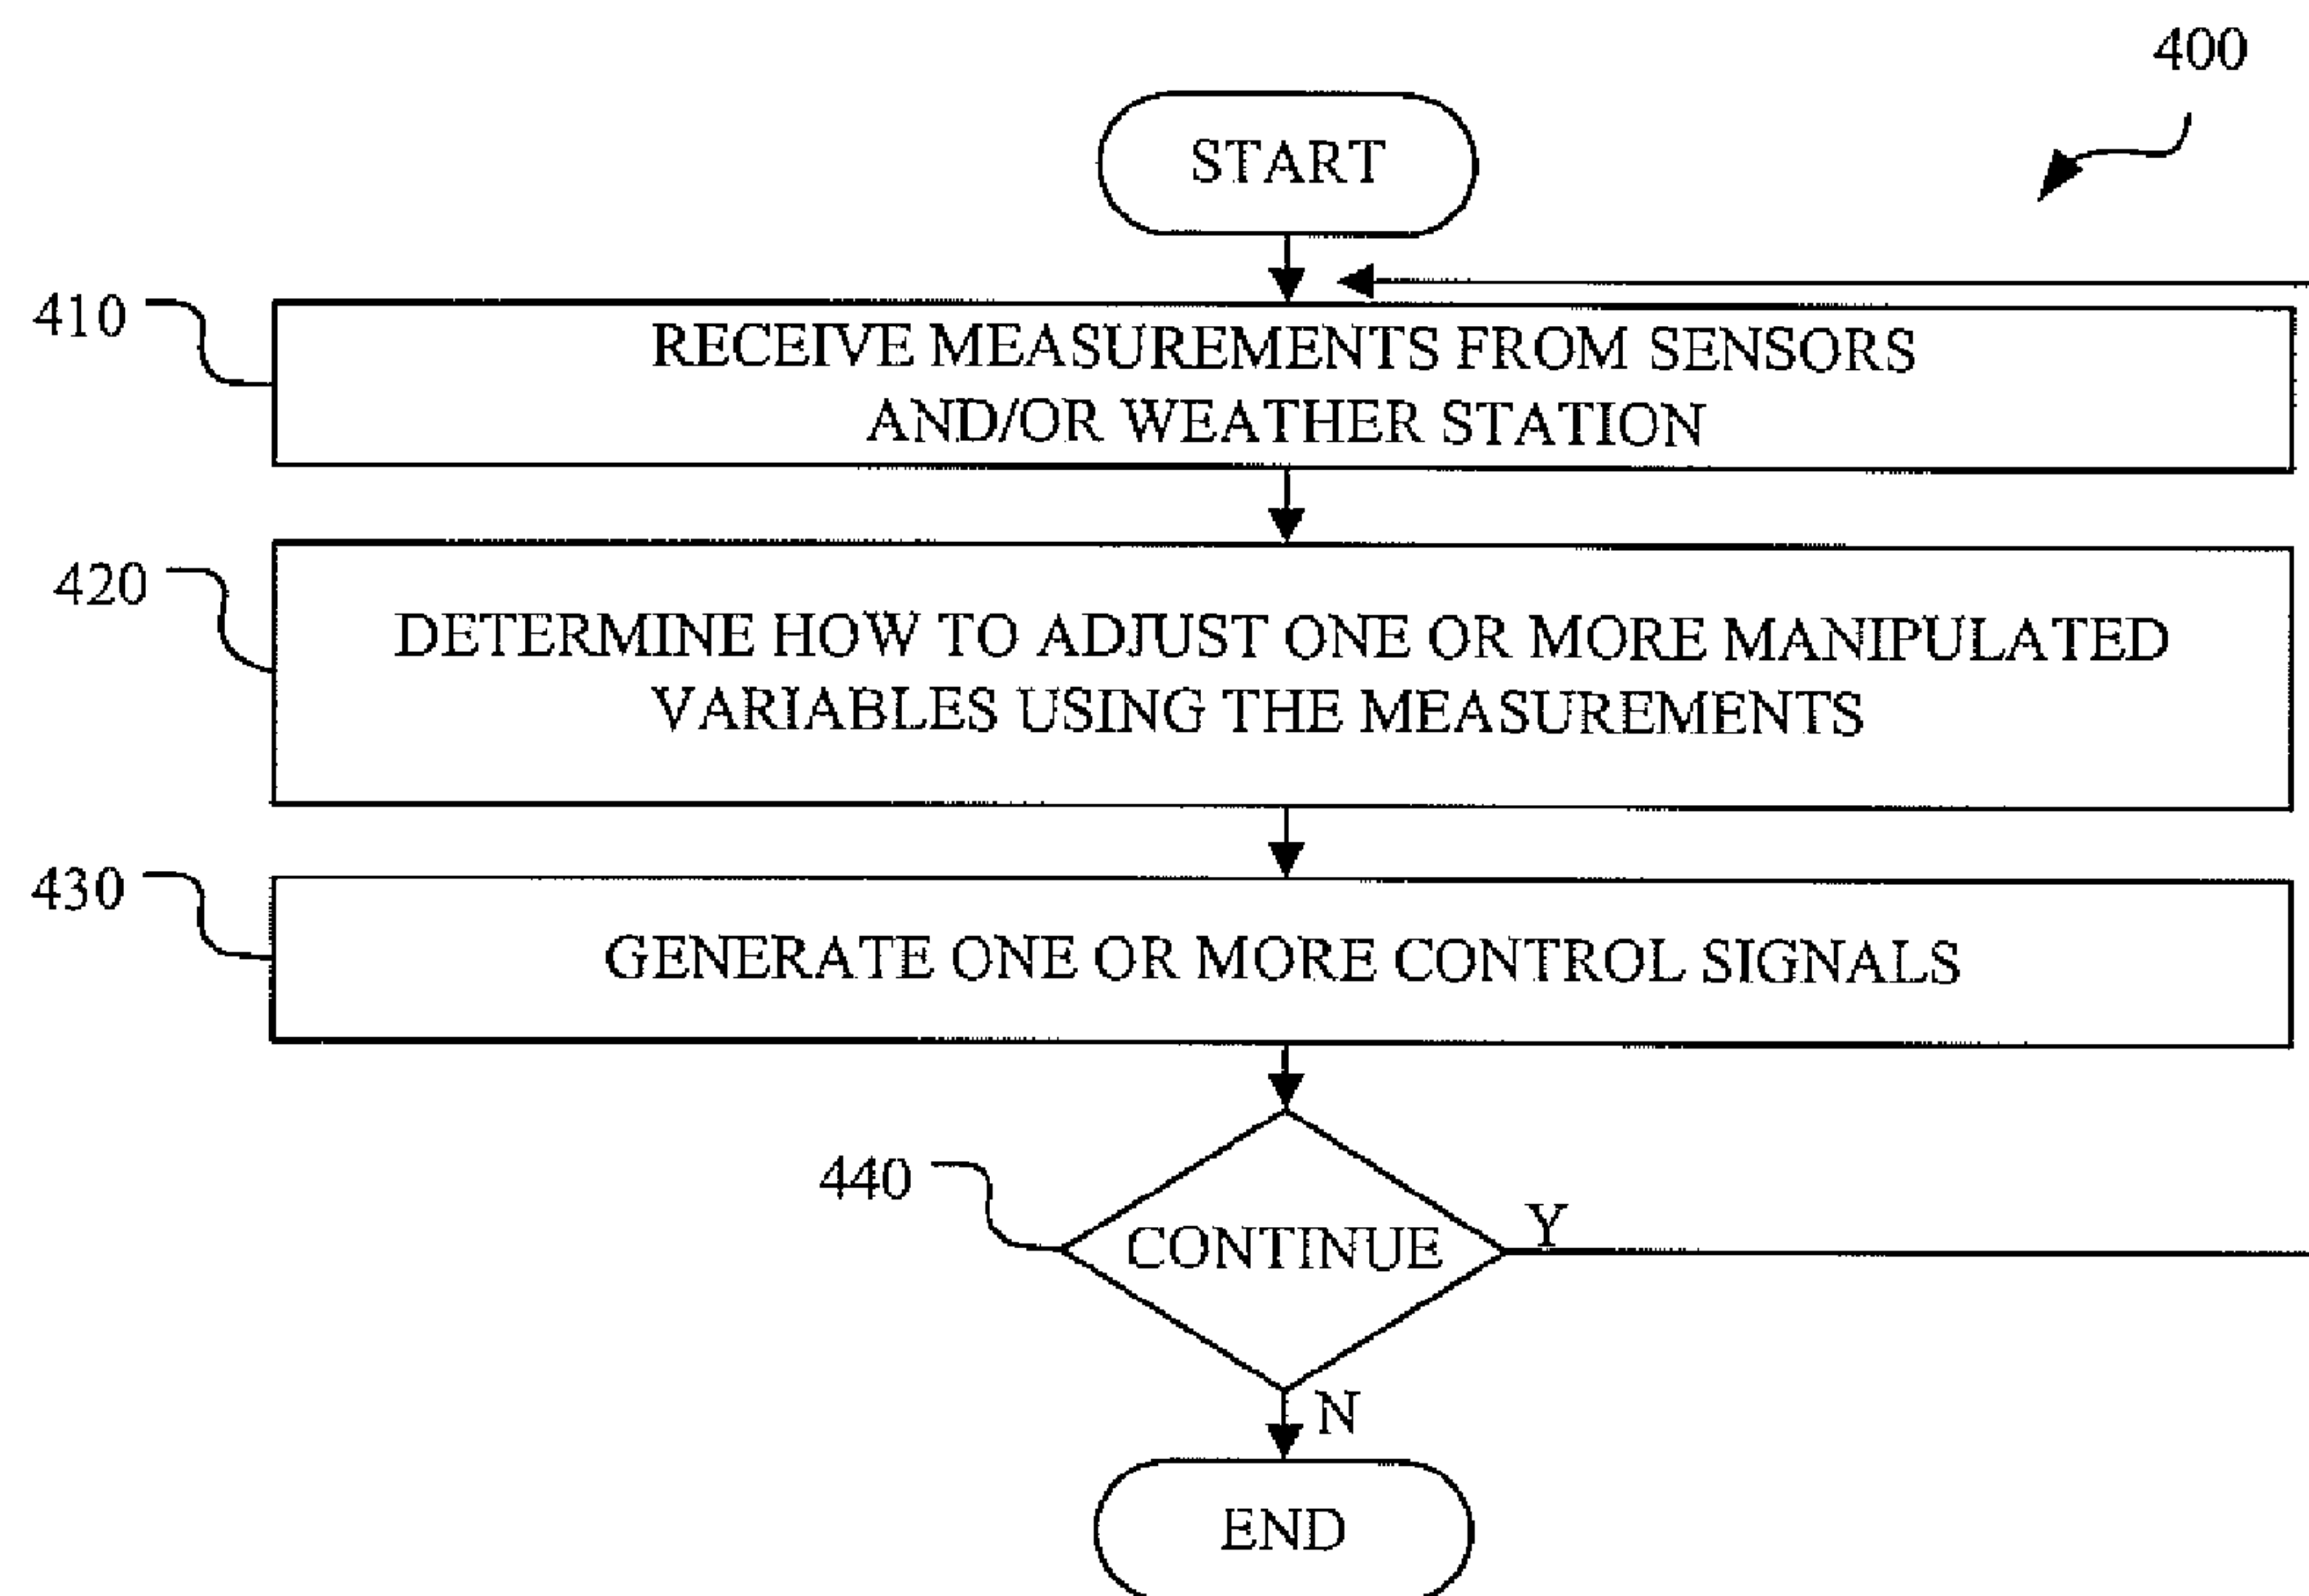 400
START
410
RECEIVE MEASUREMENTS FROM SENSORS
AND/OR WEATHER STATION
420
DETERMINE HOW TO ADJUST ONE OR MORE MANIPULATED
VARIABLES USING THE MEASUREMENTS
430
GENERATE ONE OR MORE CONTROL SIGNALS
440
CONTINUE
Y
N
END